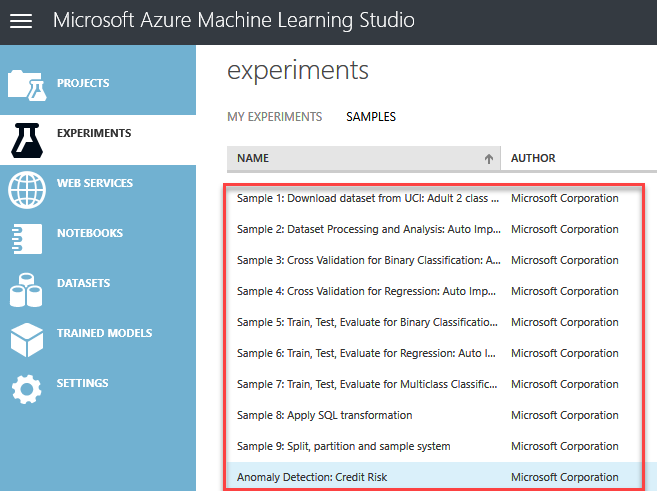 Microsoft Azure Machine Learning Studio
PROJECTS
EXPERIMENTS
WEB SERVICES
NOTEBOOKS
DATASETS
TRAINED MODELS
SETTINGS
experiments
MY EXPERIMENTS SAMPLES
NAME AUTHOR
Sample 1: Download dataset from UCI: Adult 2 class ... Microsoft Corporation
Sample 2: Dataset Processing and Analysis: Auto Imp... Microsoft Corporation
Sample 3: Cross Validation for Binary Classification: A... Microsoft Corporation
Sample 4: Cross Validation for Regression: Auto Imp... Microsoft Corporation
Sample 5: Train, Test, Evaluate for Binary Classificatio... Microsoft Corporation
Sample 6: Train, Test, Evaluate for Regression: Auto I... Microsoft Corporation
Sample 7: Train, Test, Evaluate for Multiclass Classific... Microsoft Corporation
Sample 8: Apply SQL transformation Microsoft Corporation
Sample 9: Split, partition and sample system Microsoft Corporation
Anomaly Detection: Credit Risk Microsoft Corporation